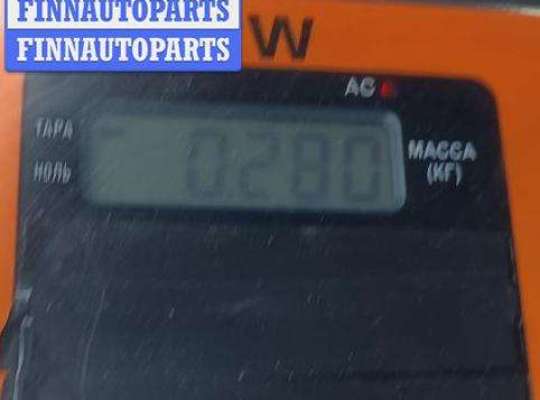 FINNAUTOPARTS
FINNAUTOPARTS
W
AC
ТАРА
0.280
МАССА
НОЛЬ
(КГ)